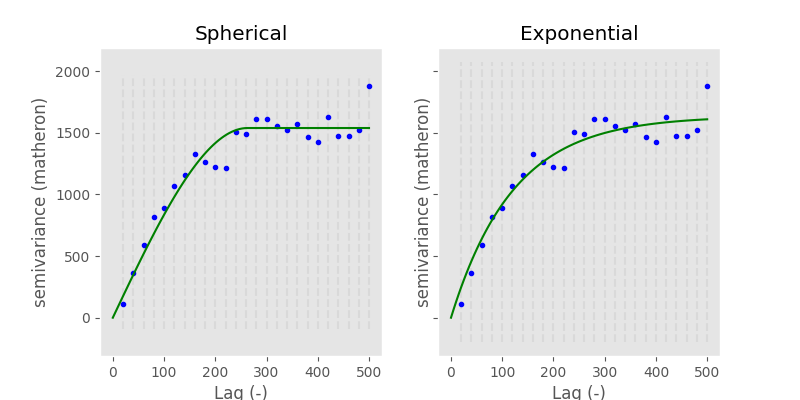 Spherical
Exponential
semivariance (matheron)
2000
1500
1000
500
0
0 100 200 300 400 500
Lag (-)
semivariance (matheron)
0 100 200 300 400 500
Lag (-)